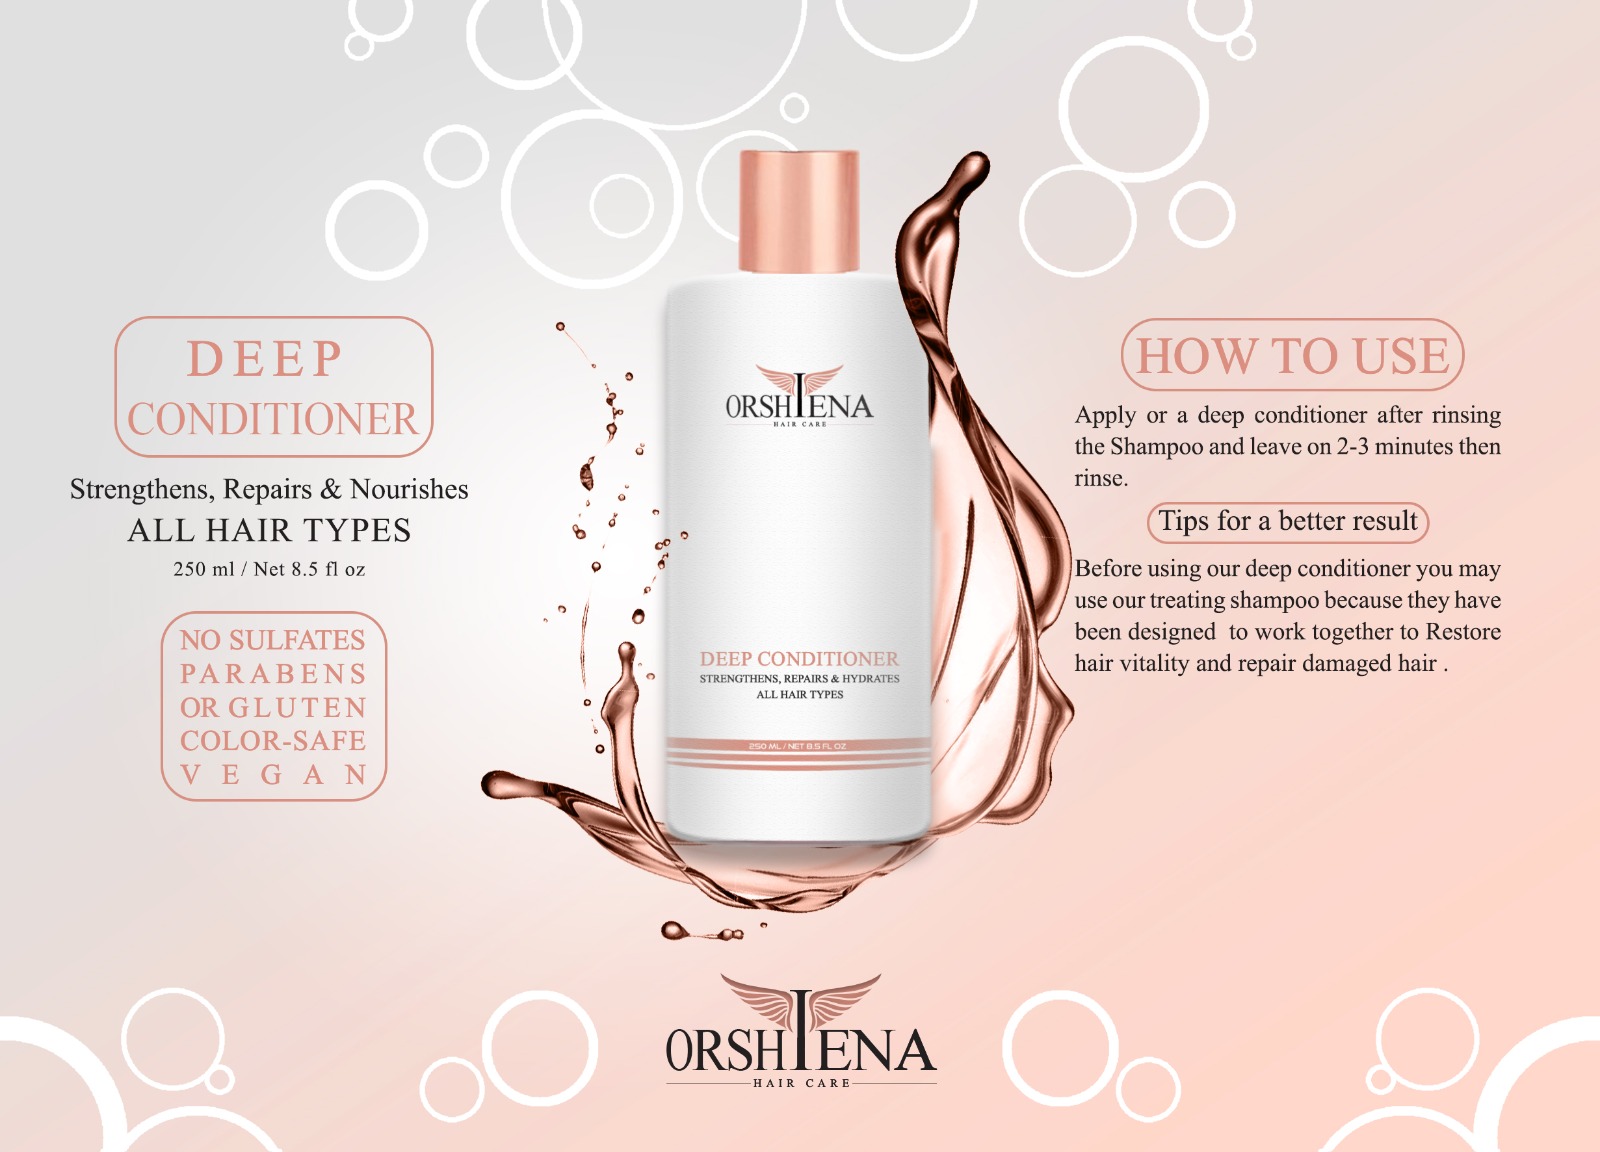 DEEP
CONDITIONER
Strengthens, Repairs & Nourishes
ALL HAIR TYPES
250 ml / Net 8.5 fl oz
NO SULFATES
PARABENS
OR GLUTEN
COLOR-SAFE
VEGAN
ORSHIENA
HAIR CARE
DEEP CONDITIONER
STRENGTHENS, REPAIRS & HYDRATES
ALL HAIR TYPES
250 ML / NET 8.5 FL OZ
HOW TO USE
Apply or a deep conditioner after rinsing
the Shampoo and leave on 2-3 minutes then
rinse.
Tips for a better result
Before using our deep conditioner you may
use our treating shampoo because they have
been designed  to work together to Restore
hair vitality and repair damaged hair .
ORSHIENA
HAIR CARE